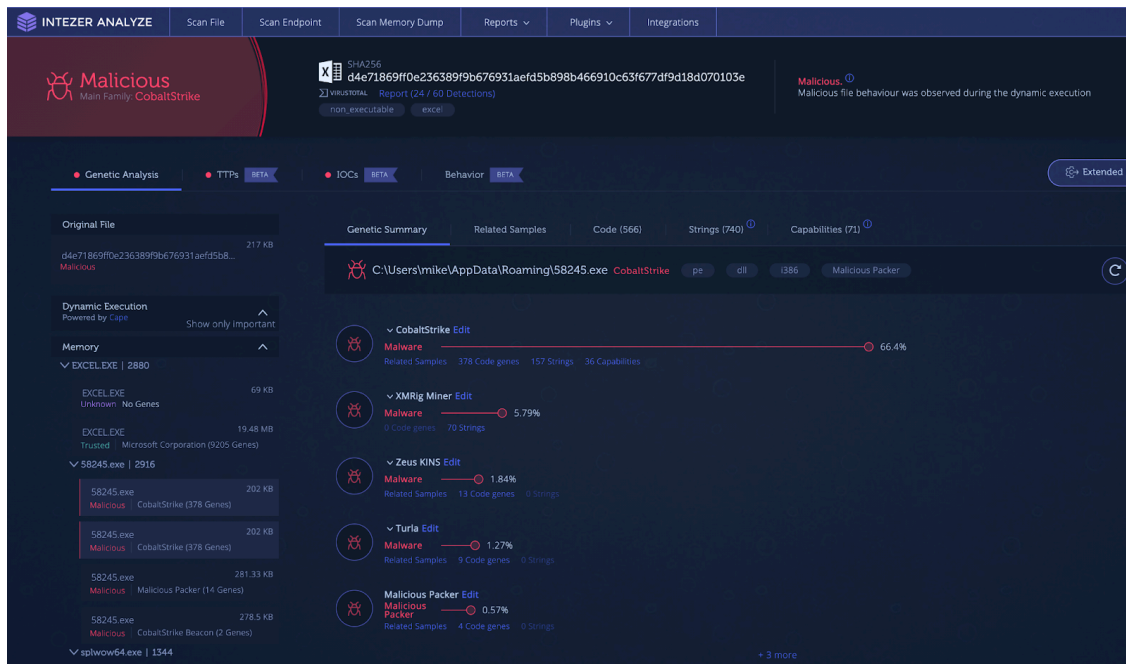 INTEZER ANALYZE Scan File Scan Endpoint Scan Memory Dump Reports Plugins Integrations
Malicious
Main Family: CobaltStrike
SHA256
d4e71869ff0e236389f9b676931aefd5b898b466910c63f677df9d18d070103e
VIRUSTOTAL Report (24 / 60 Detections)
non_executable excel
Malicious.
Malicious file behaviour was observed during the dynamic execution
Genetic Analysis TTPs BETA IOCs BETA Behavior BETA
Extended
Original File
217 KB
d4e71869ff0e236389f9b676931aefd5b8...
Malicious
Dynamic Execution
Powered by Cape
Show only important
Memory
EXCEL.EXE | 2880
69 KB
EXCEL.EXE
Unknown No Genes
19.48 MB
EXCEL.EXE
Trusted Microsoft Corporation (9205 Genes)
58245.exe | 2916
202 KB
58245.exe
Malicious CobaltStrike (378 Genes)
202 KB
58245.exe
Malicious CobaltStrike (378 Genes)
281.33 KB
58245.exe
Malicious Malicious Packer (14 Genes)
278.5 KB
58245.exe
Malicious CobaltStrike Beacon (2 Genes)
splwow64.exe | 1344
Genetic Summary Related Samples Code (566) Strings (740) Capabilities (71)
C:\Users\mike\AppData\Roaming\58245.exe CobaltStrike pe dll i386 Malicious Packer
CobaltStrike Edit
Malware 66.4%
Related Samples 378 Code genes 157 Strings 36 Capabilities
XMRig Miner Edit
Malware 5.79%
0 Code genes 70 Strings
Zeus KINS Edit
Malware 1.84%
Related Samples 13 Code genes 0 Strings
Turla Edit
Malware 1.27%
Related Samples 9 Code genes 0 Strings
Malicious Packer Edit
Malicious
Packer 0.57%
Related Samples 4 Code genes 0 Strings
+ 3 more